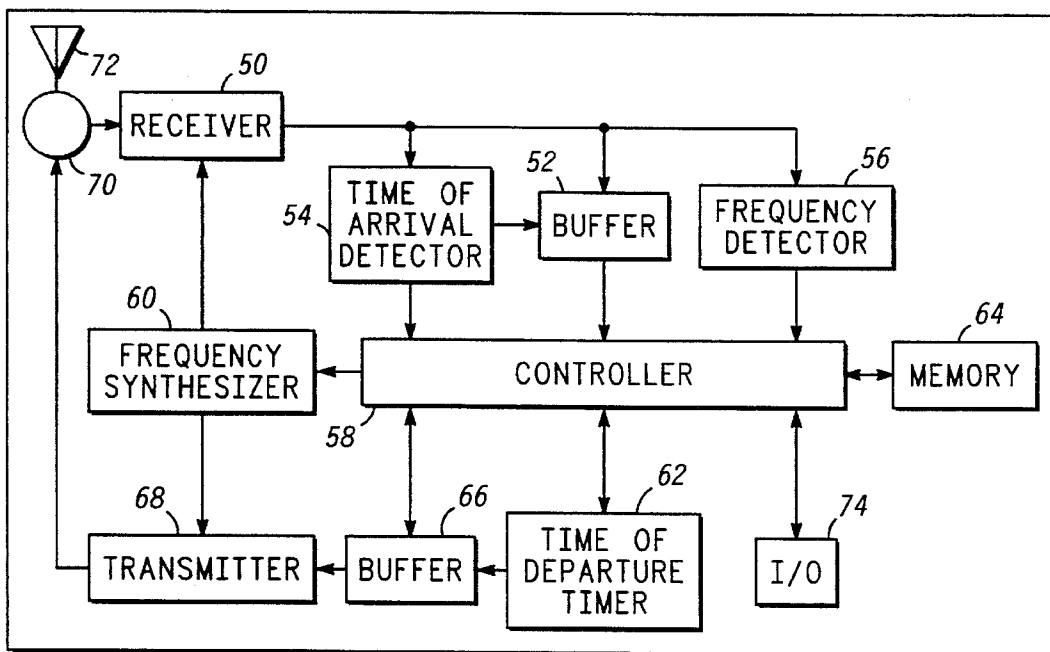 72
50
RECEIVER
70
54
TIME OF
ARRIVAL
DETECTOR
52
BUFFER
56
FREQUENCY
DETECTOR
60
FREQUENCY
SYNTHESIZER
CONTROLLER
58
64
MEMORY
68
TRANSMITTER
66
BUFFER
62
TIME OF
DEPARTURE
TIMER
74
I/O